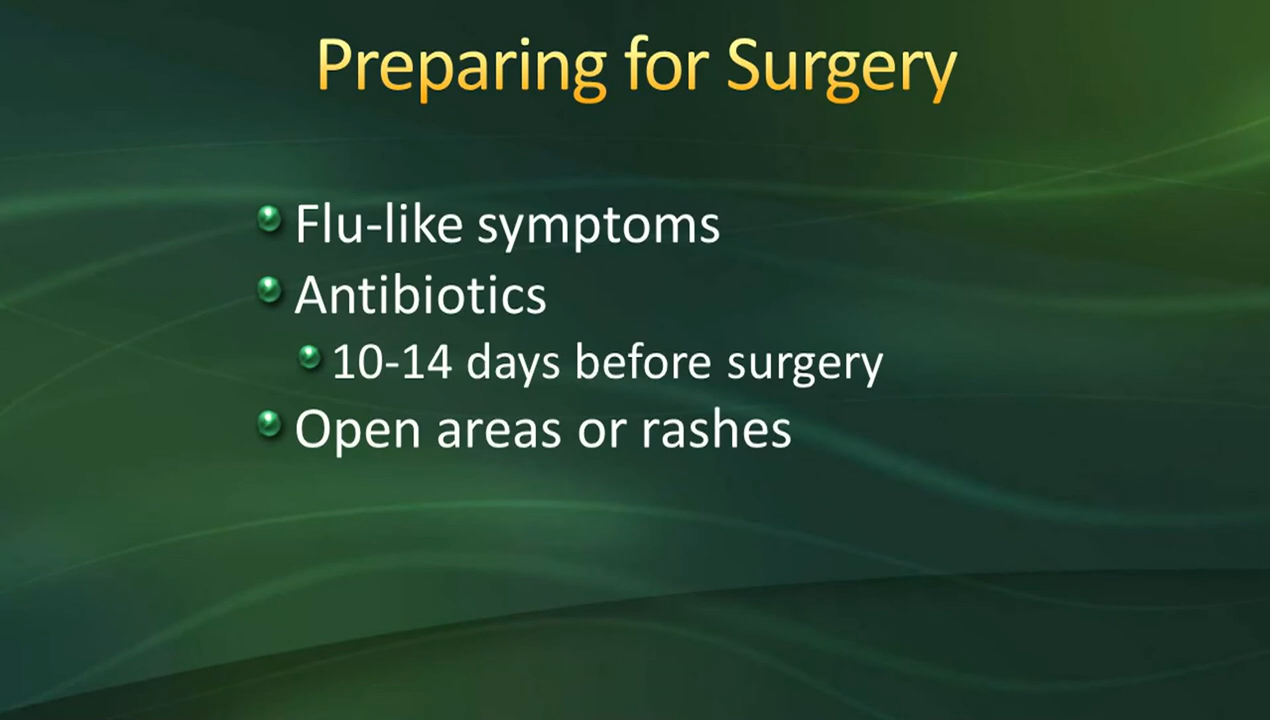 Preparing for Surgery
Flu-like symptoms
Antibiotics
10-14 days before surgery
Open areas or rashes